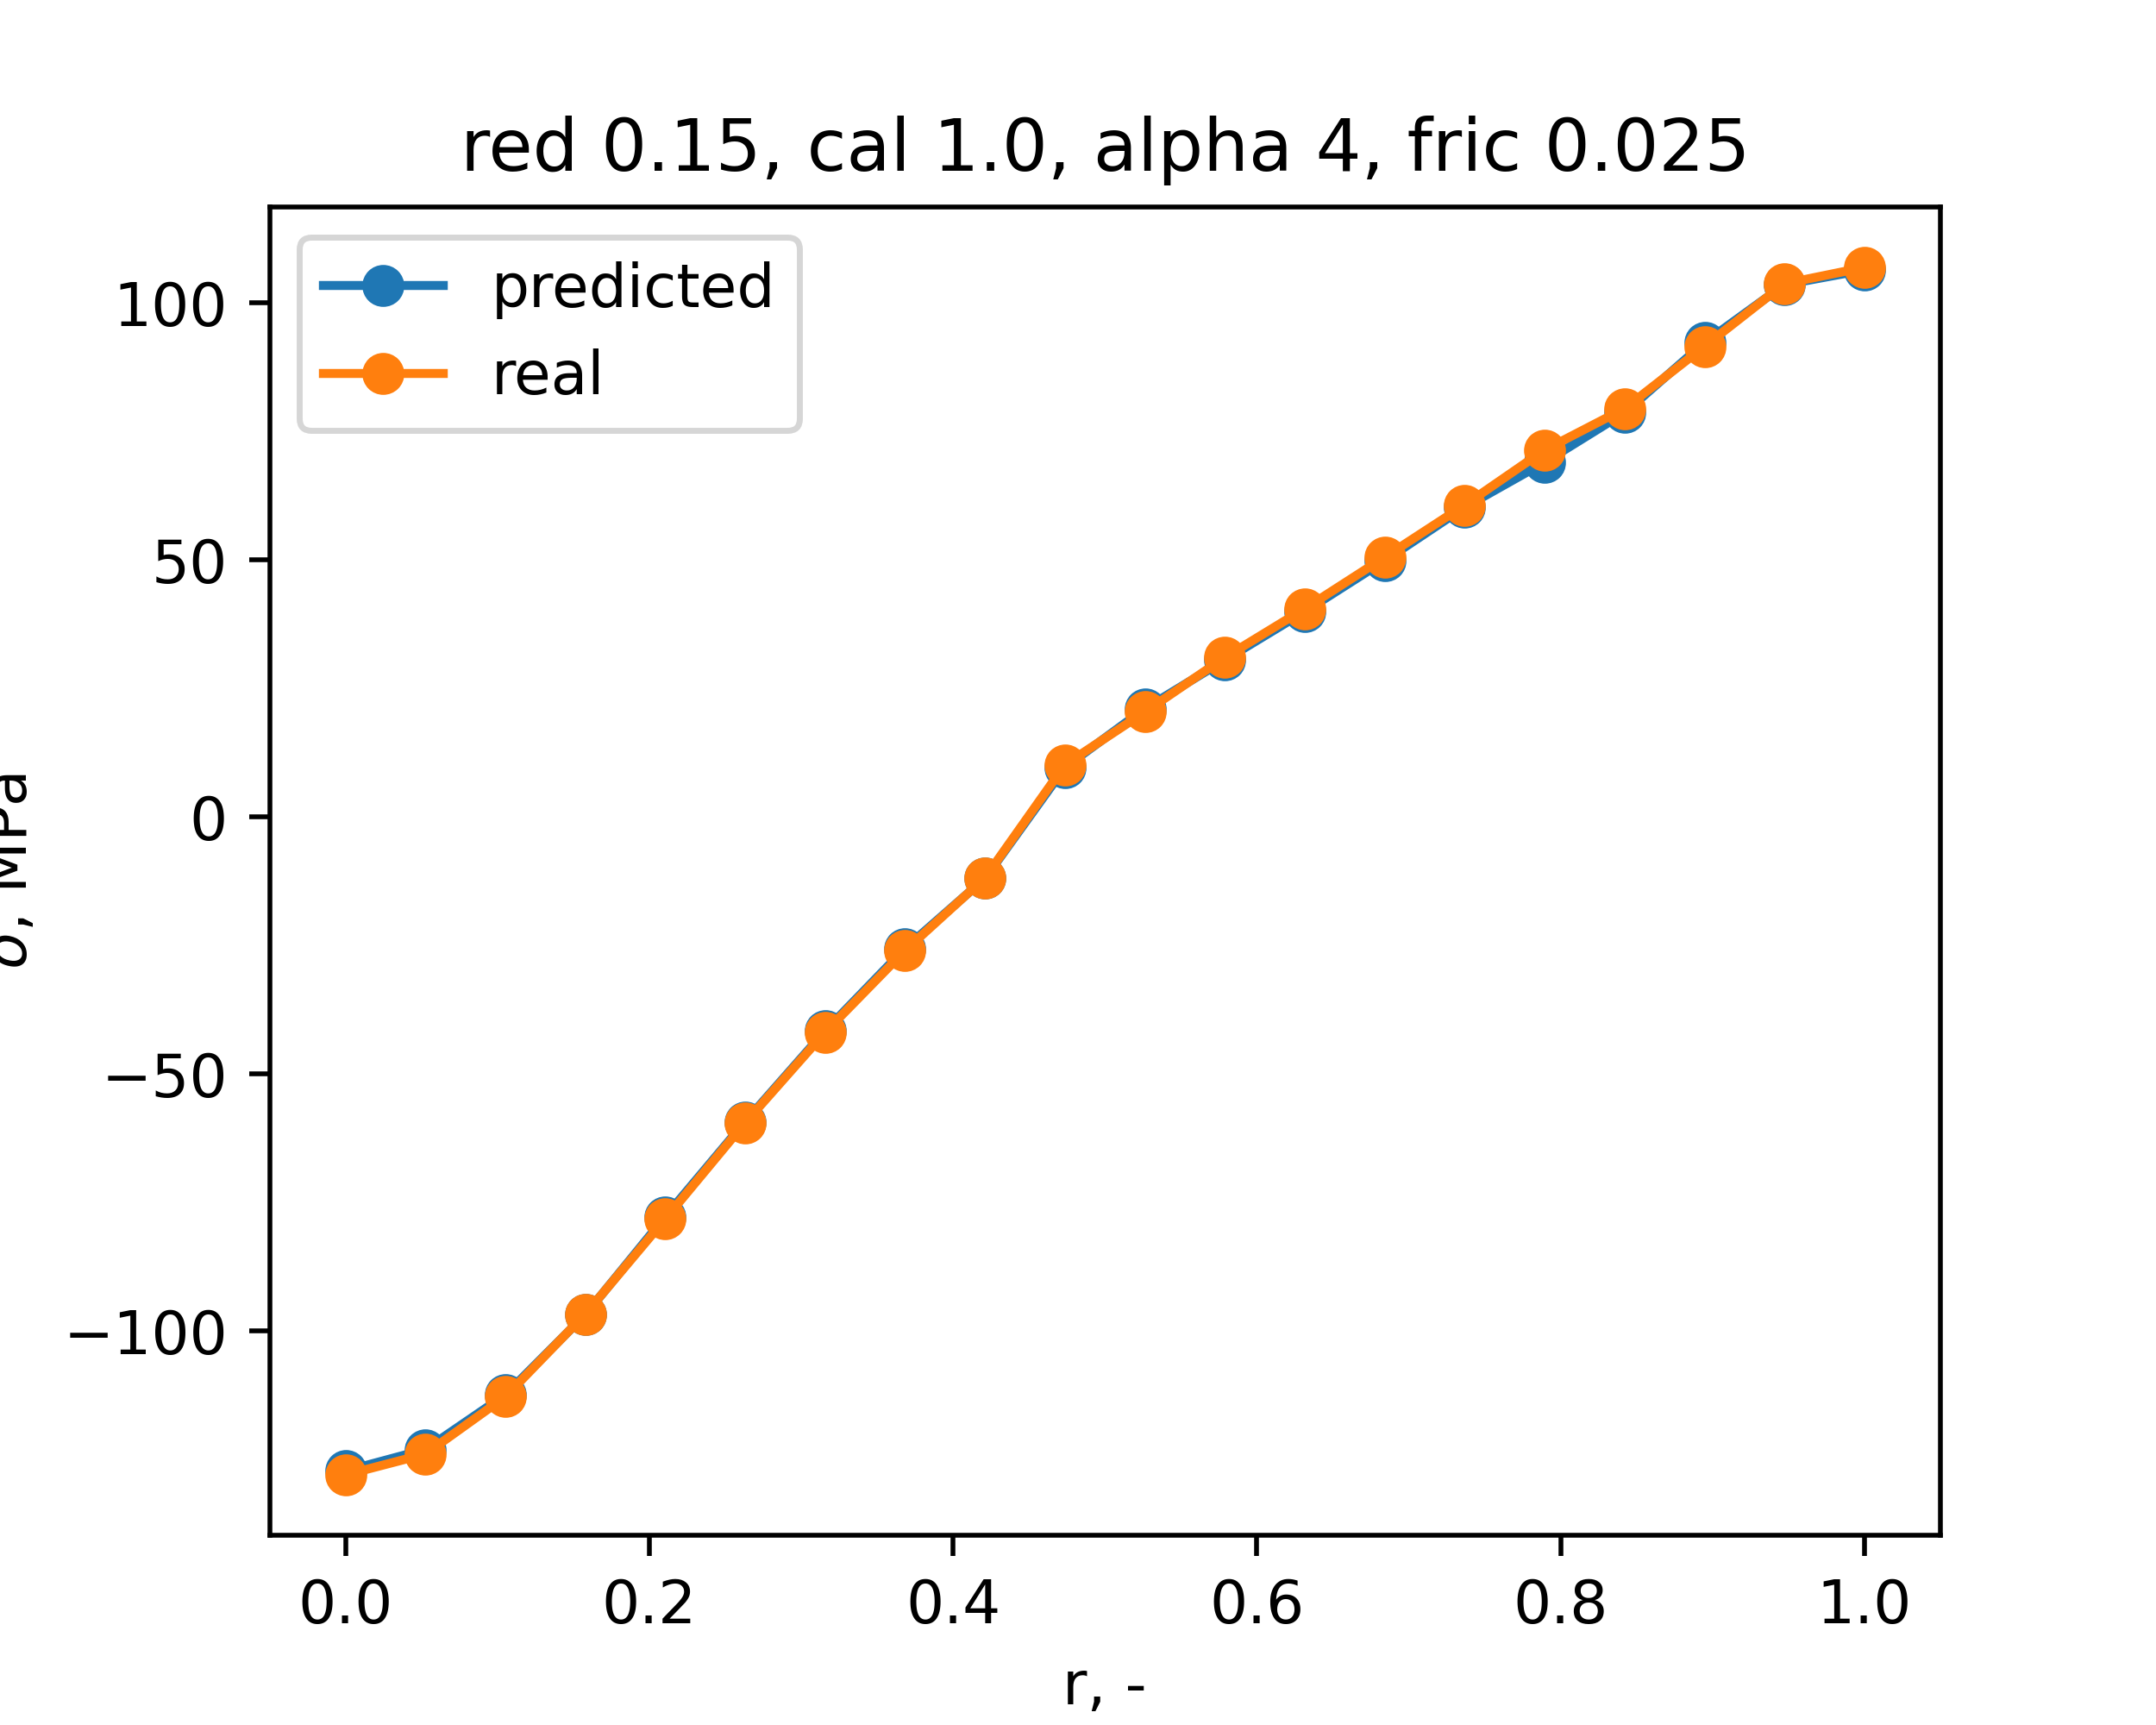 red 0.15, cal 1.0, alpha 4, fric 0.025
predicted
real
100
50
0
−50
−100
σ, MPa
0.0 0.2 0.4 0.6 0.8 1.0
r, -